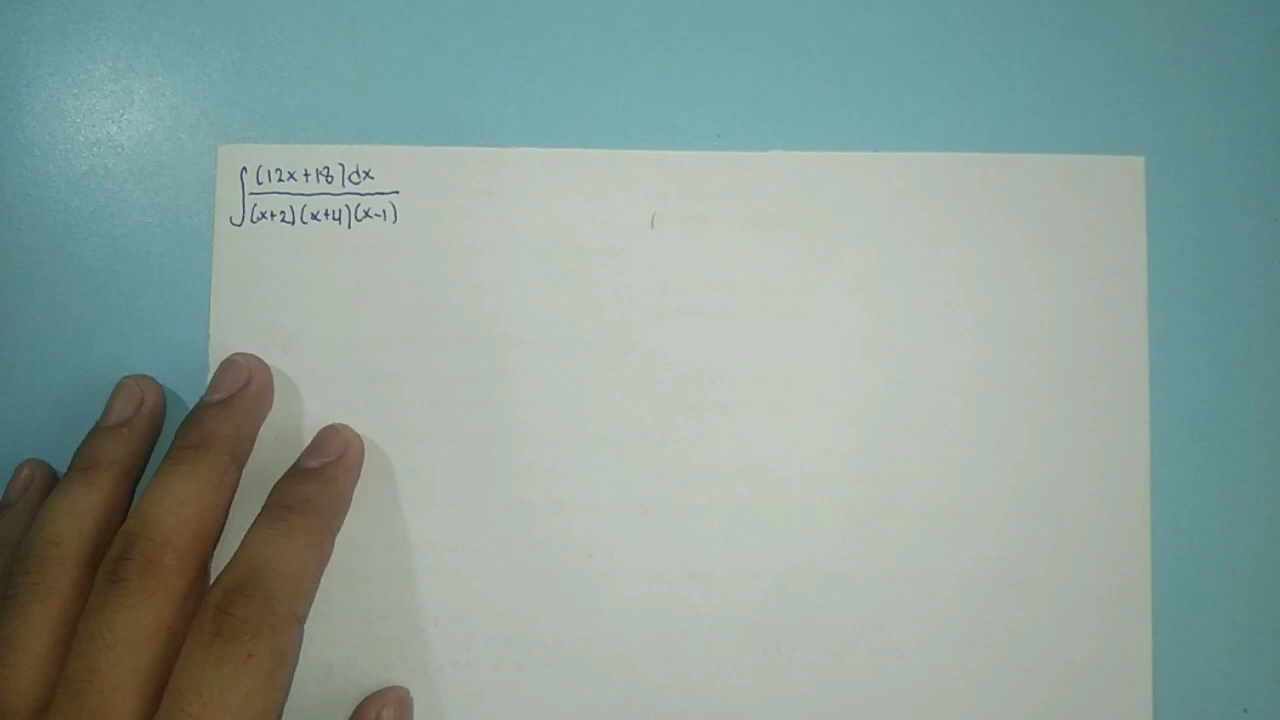 ∫ (12x+18)dx
(x+2)(x+4)(x-1)